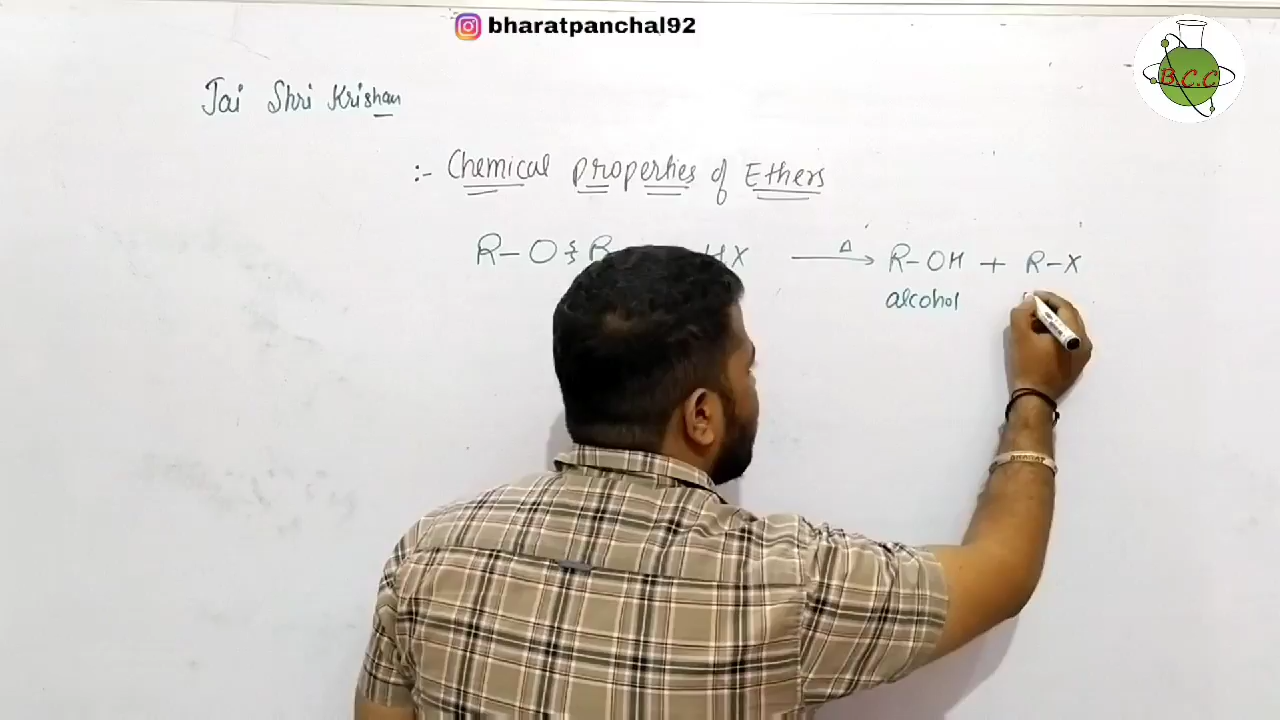 bharatpanchal92
B.C.C
Jai Shri Krishan
:- Chemical properties of Ethers
R-O R HX Δ → R-OH + R-X
alcohol